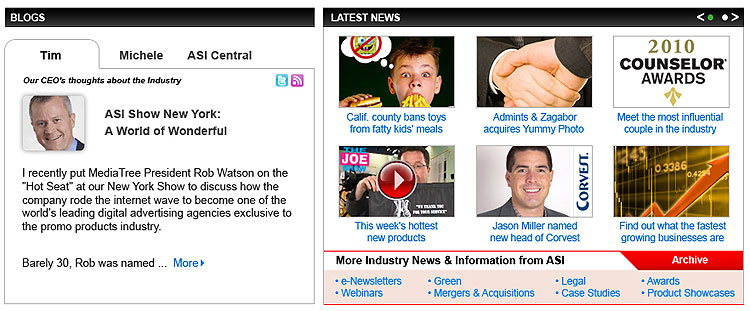 BLOGS
Tim
Michele
ASI Central
Our CEO's thoughts about the Industry
ASI Show New York:
A World of Wonderful
I recently put MediaTree President Rob Watson on the
"Hot Seat" at our New York Show to discuss how the
company rode the internet wave to become one of the
world's leading digital advertising agencies exclusive to
the promo products industry.
Barely 30, Rob was named ... More
LATEST NEWS
Calif. county bans toys
from fatty kids' meals
Admints & Zagabor
acquires Yummy Photo
2010
COUNSELOR
AWARDS
Meet the most influential
couple in the industry
THE
JOE
WE THANK YOU
FOR YOUR SERVICE
This week's hottest
new products
CORVEST.
Jason Miller named
new head of Corvest
0.3386
0.4254
Find out what the fastest
growing businesses are
More Industry News & Information from ASI
Archive
• e-Newsletters
• Green
• Legal
• Awards
• Webinars
• Mergers & Acquisitions
• Case Studies
• Product Showcases